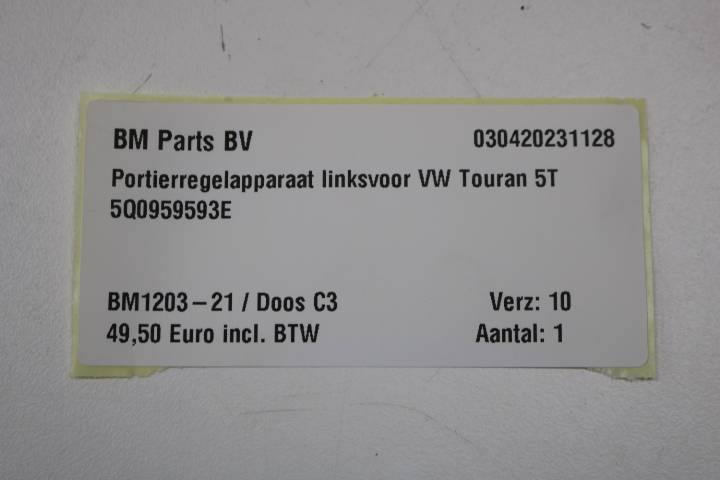 BM Parts BV 030420231128
Portierregelapparaat linksvoor VW Touran 5T
5Q0959593E
BM1203-21 / Doos C3 Verz: 10
49,50 Euro incl. BTW Aantal: 1